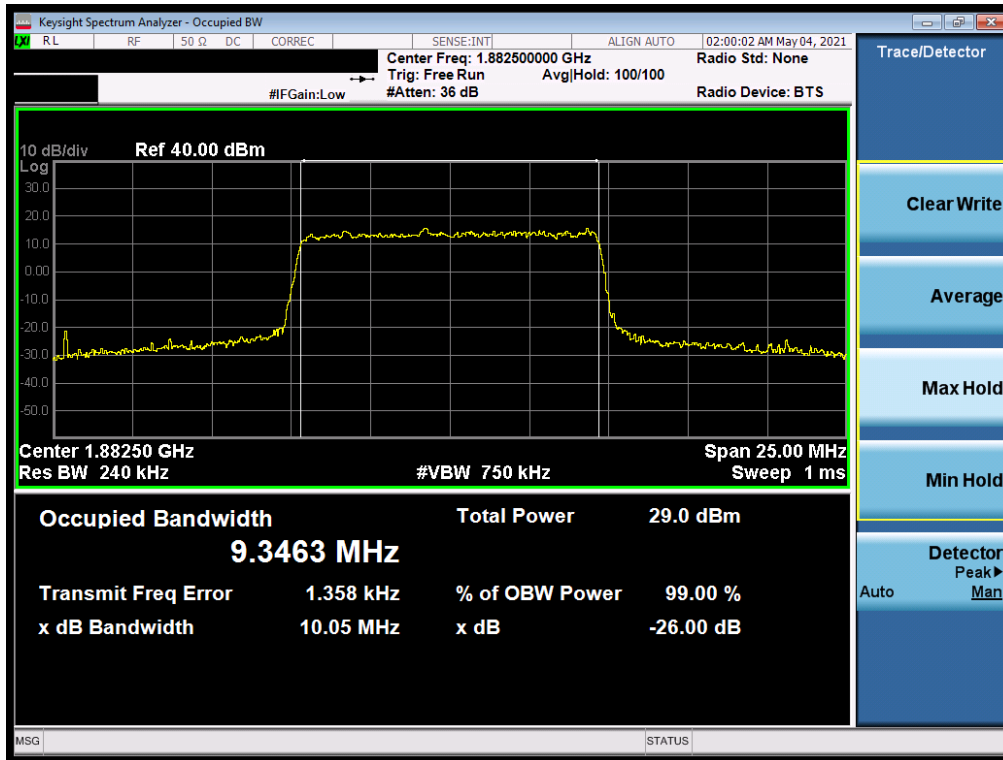 Keysight Spectrum Analyzer - Occupied BW
LXI RL RF 50 Ω DC CORREC SENSE:INT ALIGN AUTO 02:00:02 AM May 04, 2021
Center Freq: 1.882500000 GHz Radio Std: None
Trig: Free Run Avg|Hold: 100/100
#IFGain:Low #Atten: 36 dB Radio Device: BTS
10 dB/div Ref 40.00 dBm
Log
30.0
20.0
10.0
0.00
-10.0
-20.0
-30.0
-40.0
-50.0
Center 1.88250 GHz Span 25.00 MHz
Res BW 240 kHz #VBW 750 kHz Sweep 1 ms
Occupied Bandwidth Total Power 29.0 dBm
9.3463 MHz
Transmit Freq Error 1.358 kHz % of OBW Power 99.00 %
x dB Bandwidth 10.05 MHz x dB -26.00 dB
MSG STATUS
Trace/Detector
Clear Write
Average
Max Hold
Min Hold
Detector
Peak▶
Auto Man